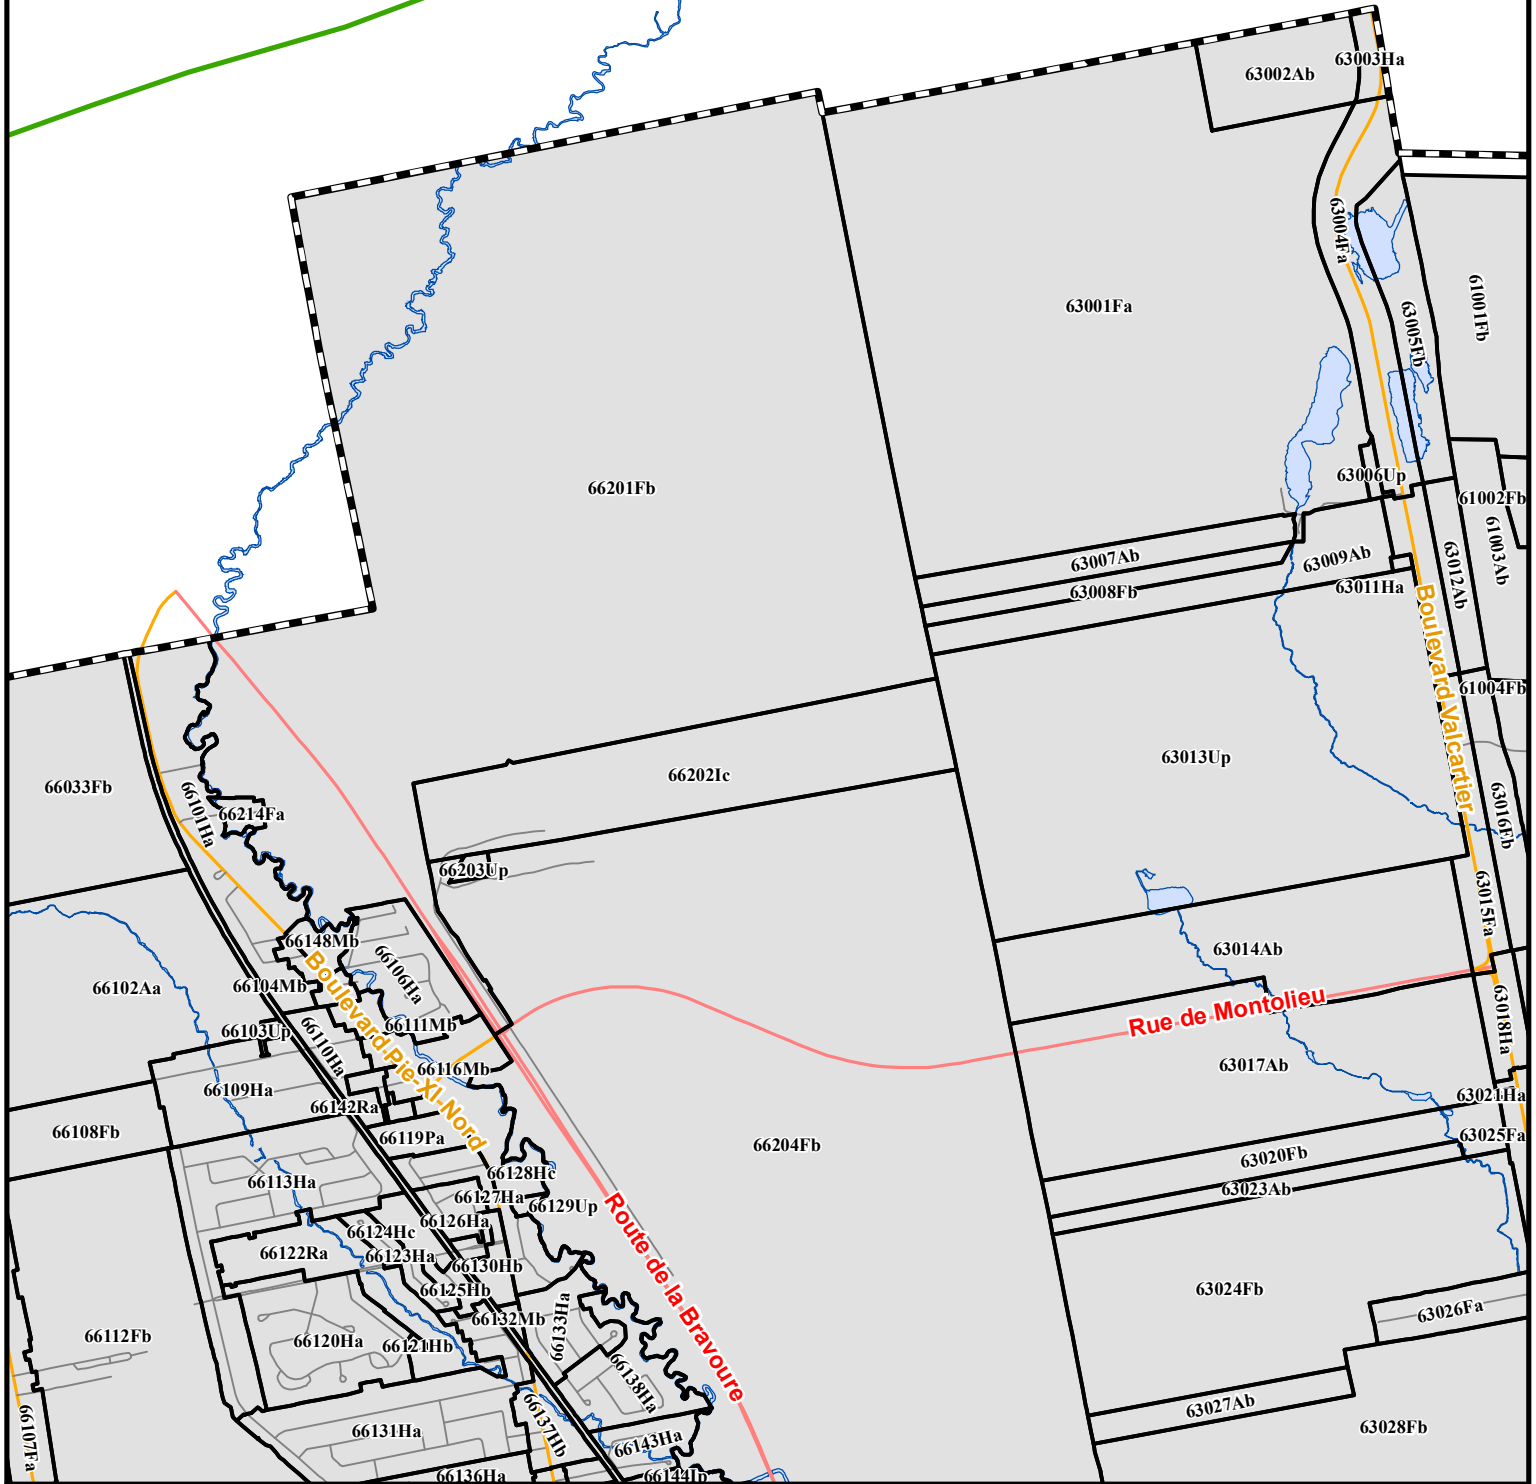 63003Ha
63002Ab
63004Fa
63001Fa
61001Fb
63005Fb
66201Fb
63006Up
61002Fb
61003Ab
63007Ab
63009Ab
63012Ab
63008Fb
63011Ha
Boulevard Valcartier
61004Fb
63013Up
66202Ic
66033Fb
66101Ha
66214Fa
63016Fb
66203Up
63015Fa
66148Mb
63014Ab
66106Ha
66102Aa
66104Mb
Boulevard Pie-XI-Nord
Rue de Montolieu
63018Ha
66103Up
66110Ha
66111Mb
66116Mb
63017Ab
66109Ha
63021Ha
66142Ra
66108Fb
66119Pa
63025Fa
66204Fb
63020Fb
66128Hc
66113Ha
63023Ab
66127Ha
66129Up
Route de la Bravoure
66126Ha
66124Hc
66122Ra
66123Ha
66130Hb
66125Hb
63024Fb
63026Fa
66132Mb
66133Ha
66112Fb
66120Ha
66121Hb
66138Ha
63027Ab
66107Fa
66131Ha
66137Hb
63028Fb
66143Ha
66136Ha
66144Ip